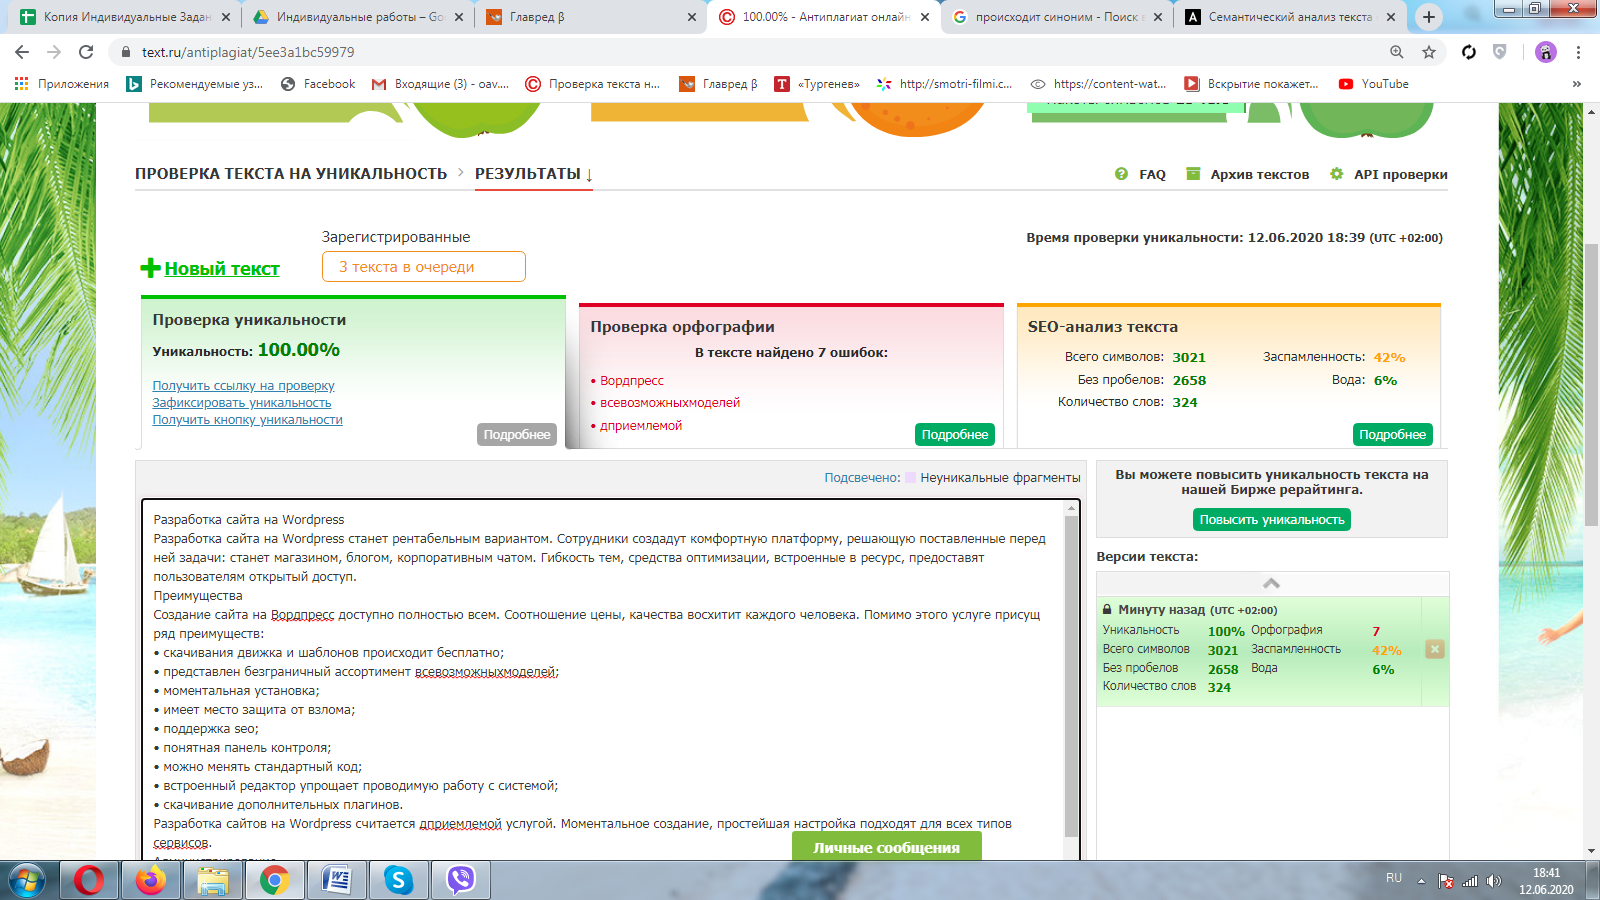 Копия Индивидуальные Задан
Индивидуальные работы – Go
Главред β
100.00% - Антиплагиат онлайн
происходит синоним - Поиск
Семантический анализ текста
text.ru/antiplagiat/5ee3a1bc59979
Приложения
Рекомендуемые уз...
Facebook
Входящие (3) - oav....
Проверка текста н...
Главред β
«Тургенев»
http://smotri-filmi.c...
https://content-wat...
Вскрытие покажет...
YouTube
»
ПРОВЕРКА ТЕКСТА НА УНИКАЛЬНОСТЬ > РЕЗУЛЬТАТЫ ↓
FAQ
Архив текстов
API проверки
Зарегистрированные
Время проверки уникальности: 12.06.2020 18:39 (UTC +02:00)
Новый текст
3 текста в очереди
Проверка уникальности
Уникальность: 100.00%
Получить ссылку на проверку
Зафиксировать уникальность
Получить кнопку уникальности
Подробнее
Проверка орфографии
В тексте найдено 7 ошибок:
• Вордпресс
• всевозможныхмоделей
• дприемлемой
Подробнее
SEO-анализ текста
Всего символов: 3021
Заспамленность: 42%
Без пробелов: 2658
Вода: 6%
Количество слов: 324
Подробнее
Подсвечено: Неуникальные фрагменты
Разработка сайта на Wordpress
Разработка сайта на Wordpress станет рентабельным вариантом. Сотрудники создадут комфортную платформу, решающую поставленные перед
ней задачи: станет магазином, блогом, корпоративным чатом. Гибкость тем, средства оптимизации, встроенные в ресурс, предоставят
пользователям открытый доступ.
Преимущества
Создание сайта на Вордпресс доступно полностью всем. Соотношение цены, качества восхитит каждого человека. Помимо этого услуге присущ
ряд преимуществ:
• скачивания движка и шаблонов происходит бесплатно;
• представлен безграничный ассортимент всевозможныхмоделей;
• моментальная установка;
• имеет место защита от взлома;
• поддержка seo;
• понятная панель контроля;
• можно менять стандартный код;
• встроенный редактор упрощает проводимую работу с системой;
• скачивание дополнительных плагинов.
Разработка сайтов на Wordpress считается дприемлемой услугой. Моментальное создание, простейшая настройка подходят для всех типов
сервисов.
Вы можете повысить уникальность текста на
нашей Бирже рерайтинга.
Повысить уникальность
Версии текста:
Минуту назад (UTC +02:00)
Уникальность 100% Орфография 7
Всего символов 3021 Заспамленность 42%
Без пробелов 2658 Вода 6%
Количество слов 324
Личные сообщения
RU
18:41
12.06.2020